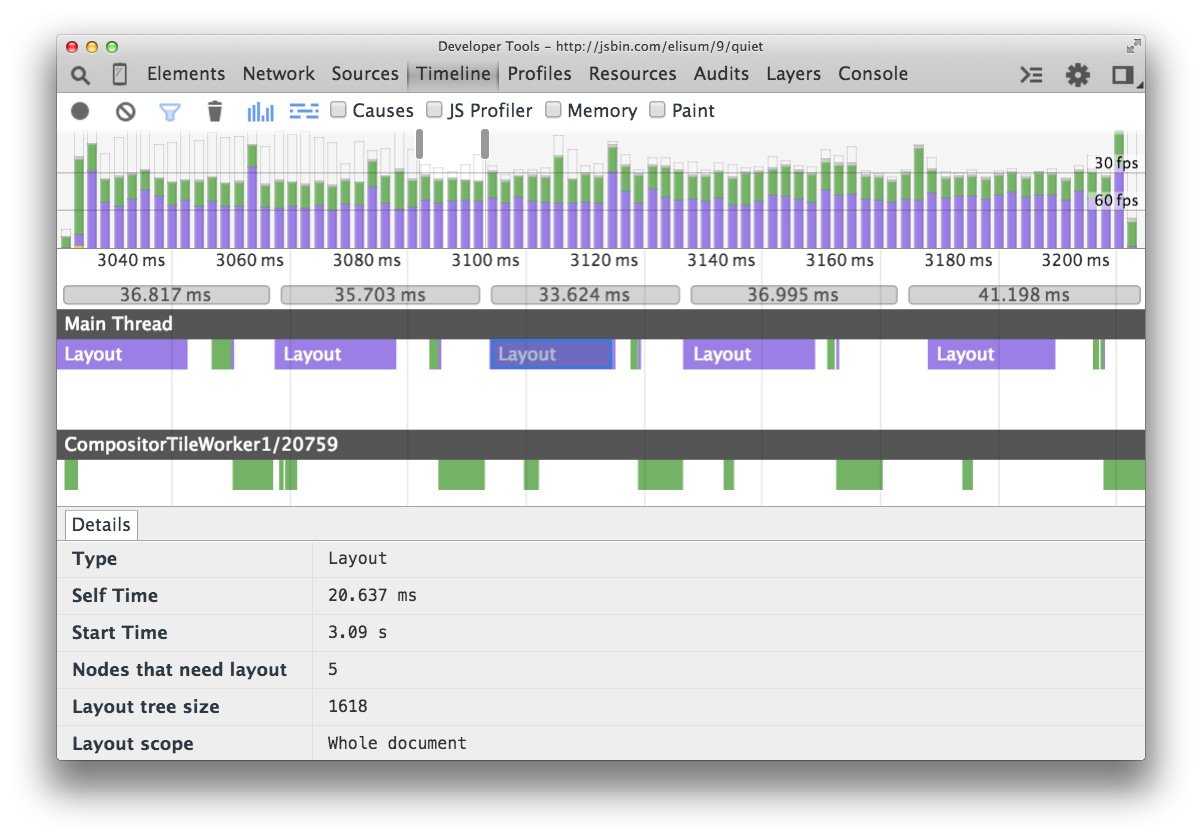 Developer Tools - http://jsbin.com/elisum/9/quiet
Elements Network Sources Timeline Profiles Resources Audits Layers Console
Causes JS Profiler Memory Paint
30 fps
60 fps
3040 ms 3060 ms 3080 ms 3100 ms 3120 ms 3140 ms 3160 ms 3180 ms 3200 ms
36.817 ms 35.703 ms 33.624 ms 36.995 ms 41.198 ms
Main Thread
Layout Layout Layout Layout Layout
CompositorTileWorker1/20759
Details
Type Layout
Self Time 20.637 ms
Start Time 3.09 s
Nodes that need layout 5
Layout tree size 1618
Layout scope Whole document